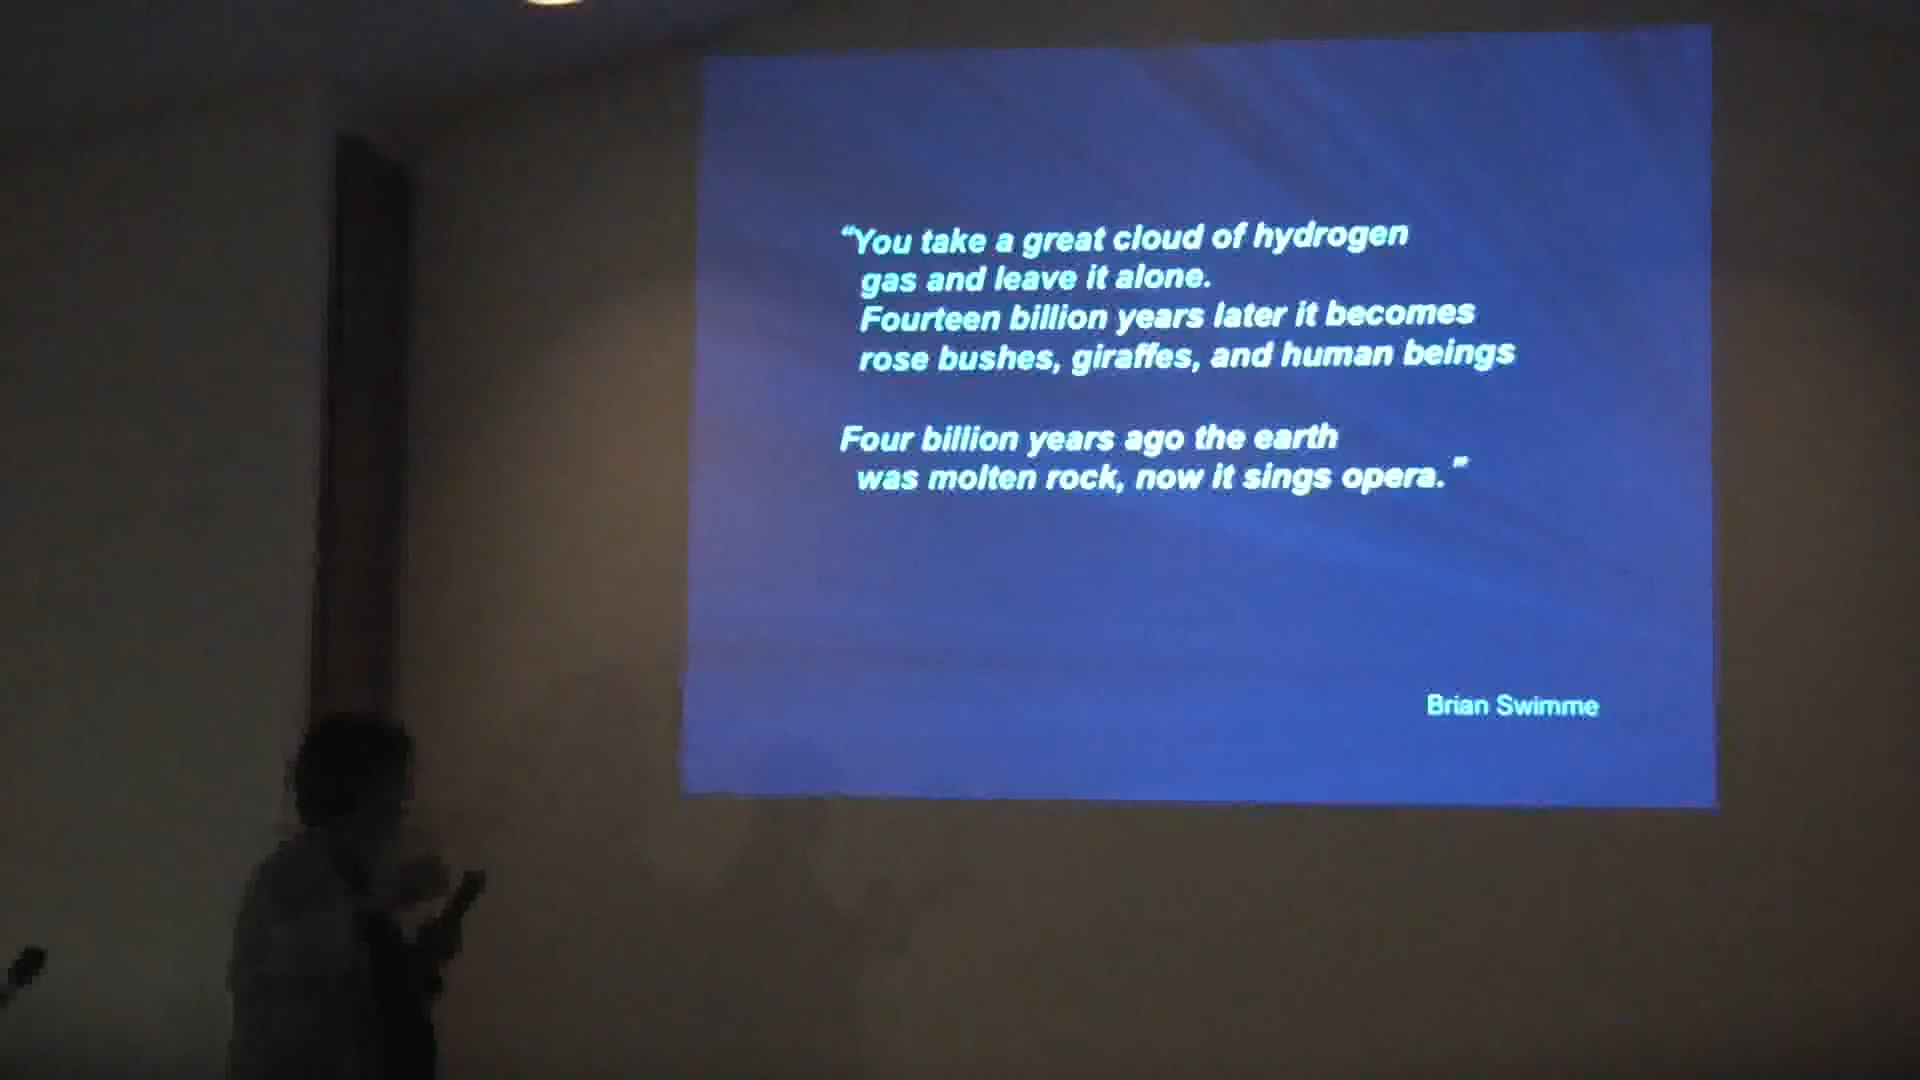 “You take a great cloud of hydrogen
gas and leave it alone.
Fourteen billion years later it becomes
rose bushes, giraffes, and human beings
Four billion years ago the earth
was molten rock, now it sings opera.”
Brian Swimme